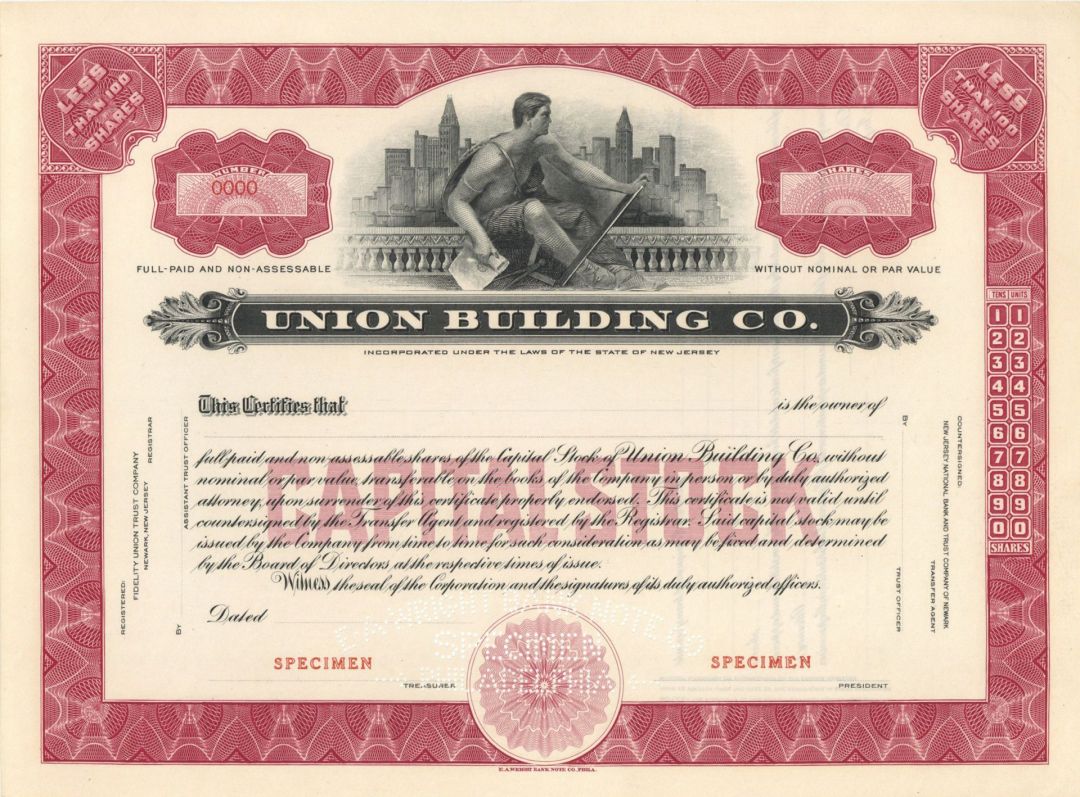 LESS THAN 100 SHARES
LESS THAN 100 SHARES
NUMBER
0000
SHARES
FULL-PAID AND NON-ASSESSABLE
WITHOUT NOMINAL OR PAR VALUE
UNION BUILDING CO.
INCORPORATED UNDER THE LAWS OF THE STATE OF NEW JERSEY
TENS UNITS
1 1
2 2
3 3
4 4
5 5
6 6
7 7
8 8
9 9
0 0
SHARES
This Certifies that
is the owner of
CAPITAL STOCK
full-paid and non-assessable shares of the Capital Stock of Union Building Co., without
nominal or par value, transferable on the books of the Company in person or by duly authorized
attorney, upon surrender of this certificate properly endorsed. This certificate is not valid until
countersigned by the Transfer Agent and registered by the Registrar. Said capital stock may be
issued by the Company from time to time for such consideration as may be fixed and determined
by the Board of Directors at the respective times of issue.
Witness the seal of the Corporation and the signatures of its duly authorized officers.
Dated
REGISTERED:
FIDELITY UNION TRUST COMPANY
NEWARK, NEW JERSEY
REGISTRAR
BY
ASSISTANT TRUST OFFICER
COUNTERSIGNED:
NEW JERSEY NATIONAL BANK AND TRUST COMPANY OF NEWARK
TRANSFER AGENT
BY
TRUST OFFICER
SPECIMEN
SPECIMEN
SPECIMEN
TREASURER
PRESIDENT
E.A.WRIGHT BANK NOTE CO.,PHILA.